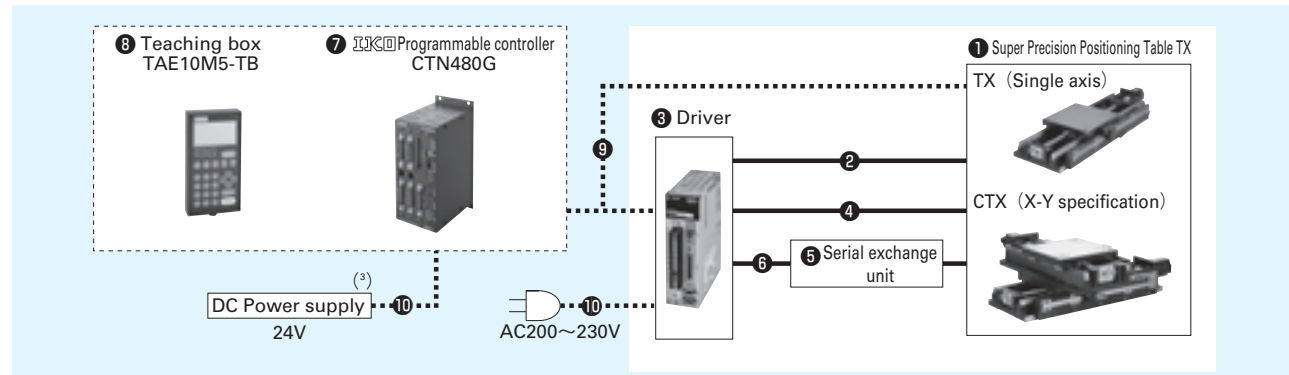 ❽ Teaching box
TAE10M5-TB
❼ IKO Programmable controller
CTN480G
❶ Super Precision Positioning Table TX
TX（Single axis）
❸ Driver
❾
❷
❹
CTX（X-Y specification）
❻
❺ Serial exchange
unit
(³)
DC Power supply
❿
24V
❿
AC200～230V